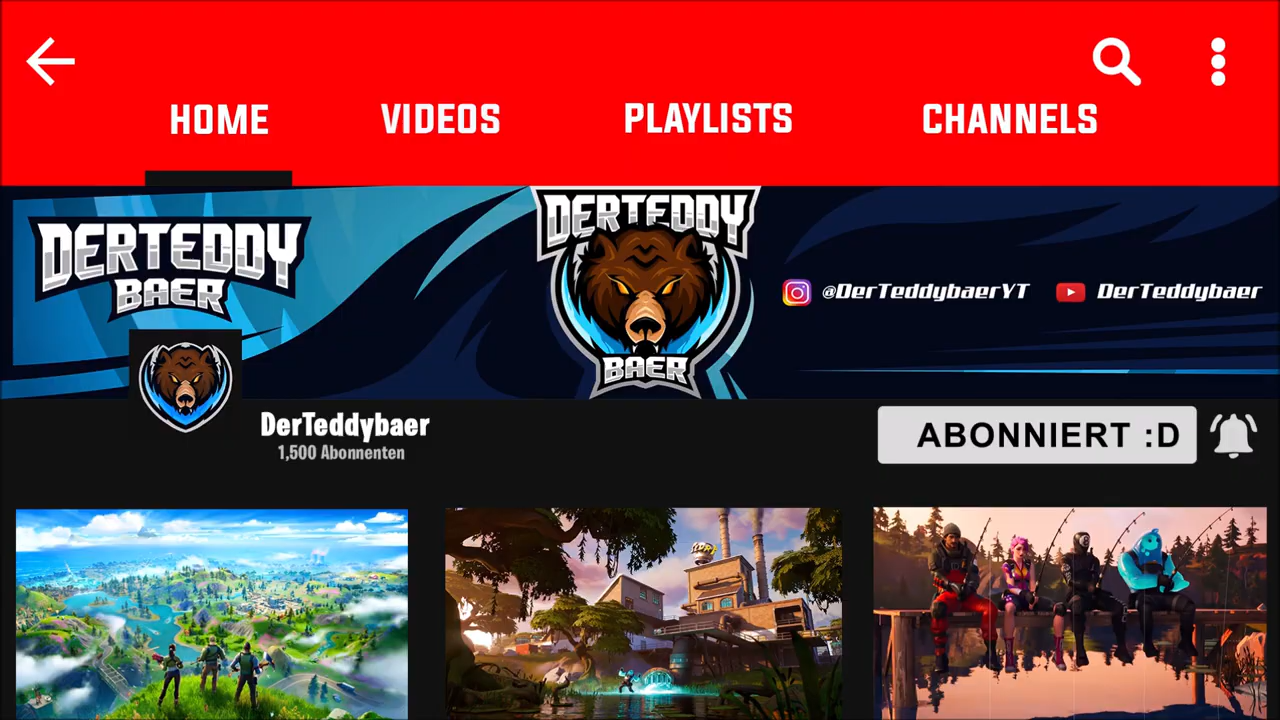 HOME VIDEOS PLAYLISTS CHANNELS
DERTEDDY
BAER
DERTEDDY
BAER
@DerTeddybaerYT DerTeddybaer
DerTeddybaer
1,500 Abonnenten
ABONNIERT :D